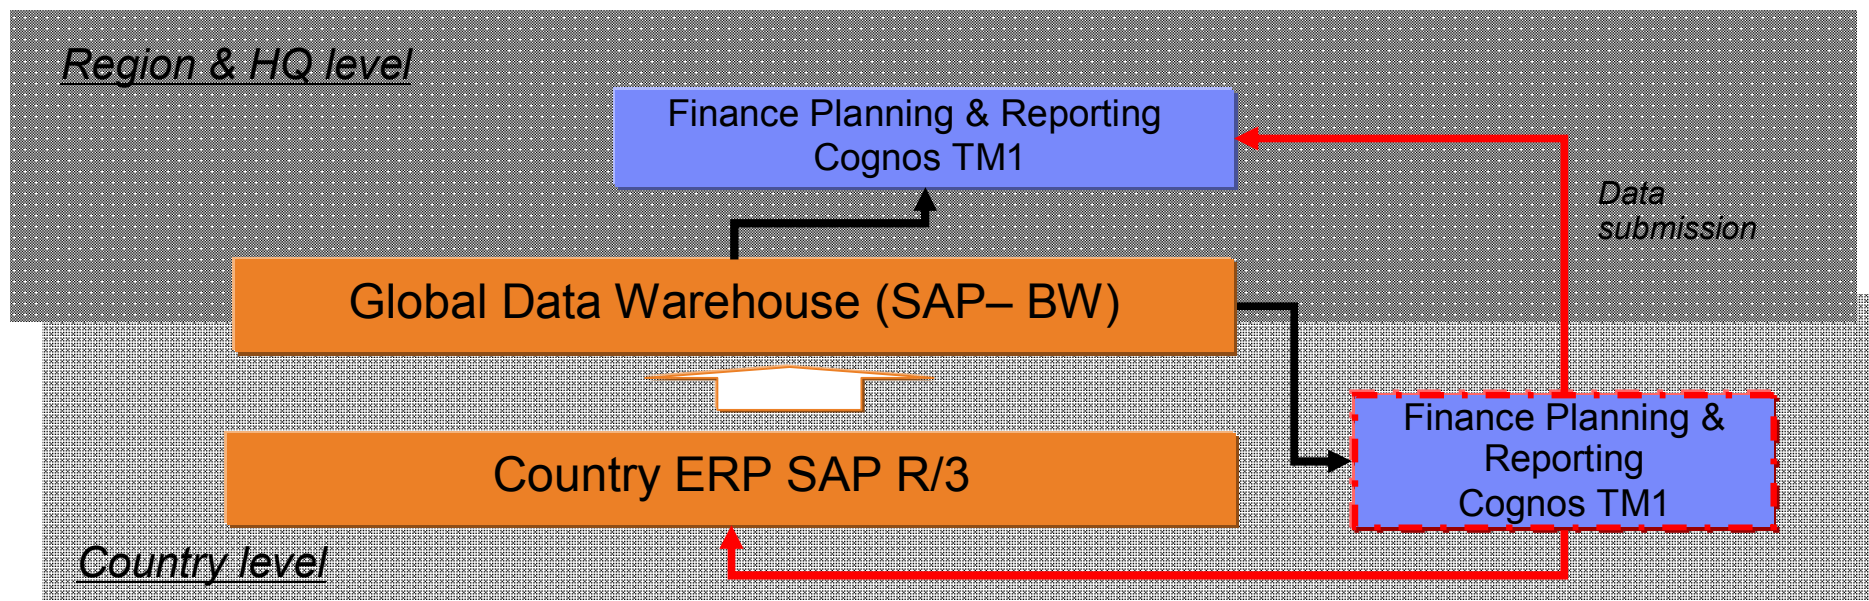 Region & HQ level
Finance Planning & Reporting
Cognos TM1
Data
submission
Global Data Warehouse (SAP– BW)
Finance Planning &
Reporting
Cognos TM1
Country ERP SAP R/3
Country level